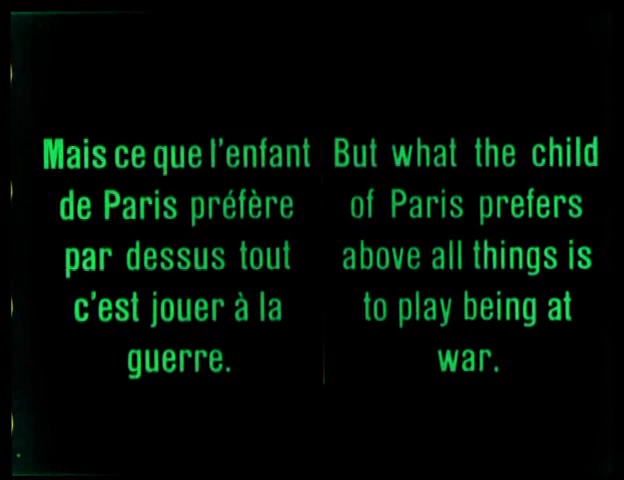 Mais ce que l'enfant
de Paris préfère
par dessus tout
c'est jouer à la
guerre.
But what the child
of Paris prefers
above all things is
to play being at
war.